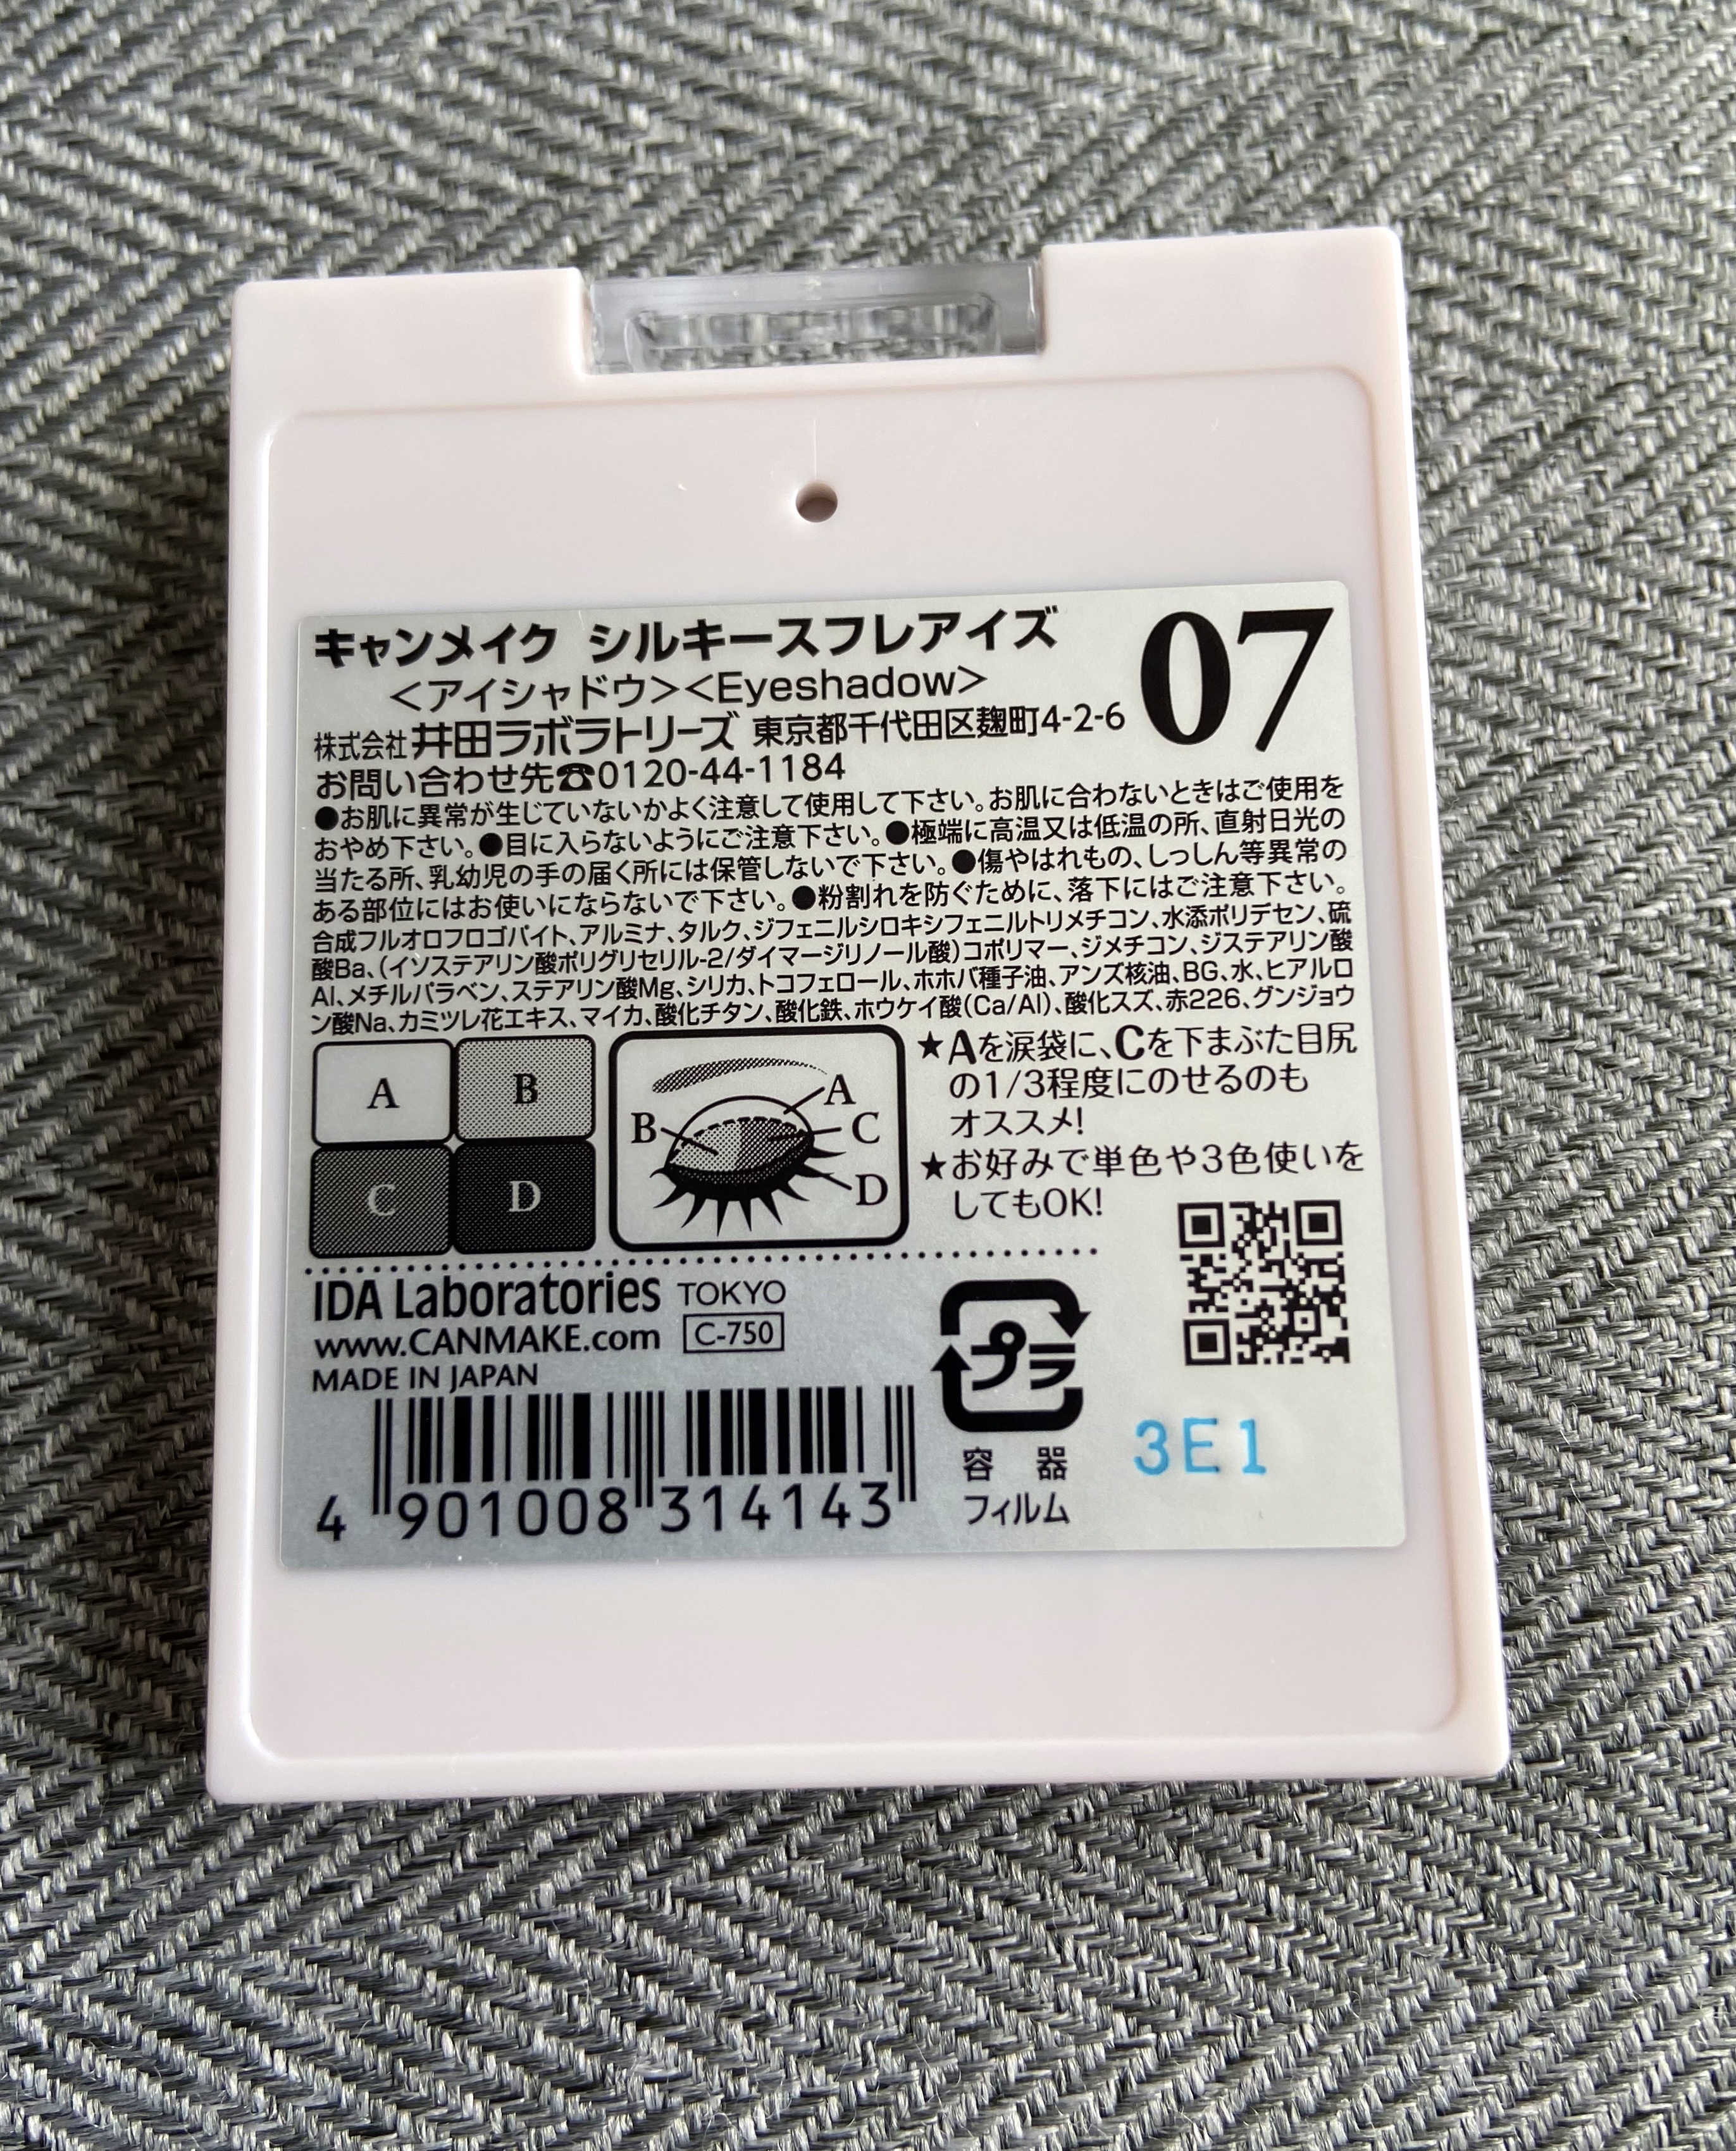 キャンメイク シルキースフレアイズ 07
<アイシャドウ><Eyeshadow>
株式会社 井田ラボラトリーズ 東京都千代田区麹町4-2-6
お問い合わせ先☎0120-44-1184
●お肌に異常が生じていないかよく注意して使用して下さい。お肌に合わないときはご使用を
おやめ下さい。●目に入らないようにご注意下さい。●極端に高温又は低温の所、直射日光の
当たる所、乳幼児の手の届く所には保管しないで下さい。●傷やはれもの、しっしん等異常の
ある部位にはお使いにならないで下さい。●粉割れを防ぐために、落下にはご注意下さい。
合成フルオロフロゴパイト、アルミナ、タルク、ジフェニルシロキシフェニルトリメチコン、水添ポリデセン、硫
酸Ba、(イソステアリン酸ポリグリセリル-2/ダイマージリノール酸)コポリマー、ジメチコン、ジステアリン酸
Al、メチルパラベン、ステアリン酸Mg、シリカ、トコフェロール、ホホバ種子油、アンズ核油、BG、水、ヒアルロ
ン酸Na、カミツレ花エキス、マイカ、酸化チタン、酸化鉄、ホウケイ酸(Ca/Al)、酸化スズ、赤226、グンジョウ
A B
C D
A
B C
D
★Aを涙袋に、Cを下まぶた目尻
の1/3程度にのせるのも
オススメ!
★お好みで単色や3色使いを
してもOK!
IDA Laboratories TOKYO
www.CANMAKE.com C-750
MADE IN JAPAN
4 901008 314143
プラ
容 器
フィルム
3E1